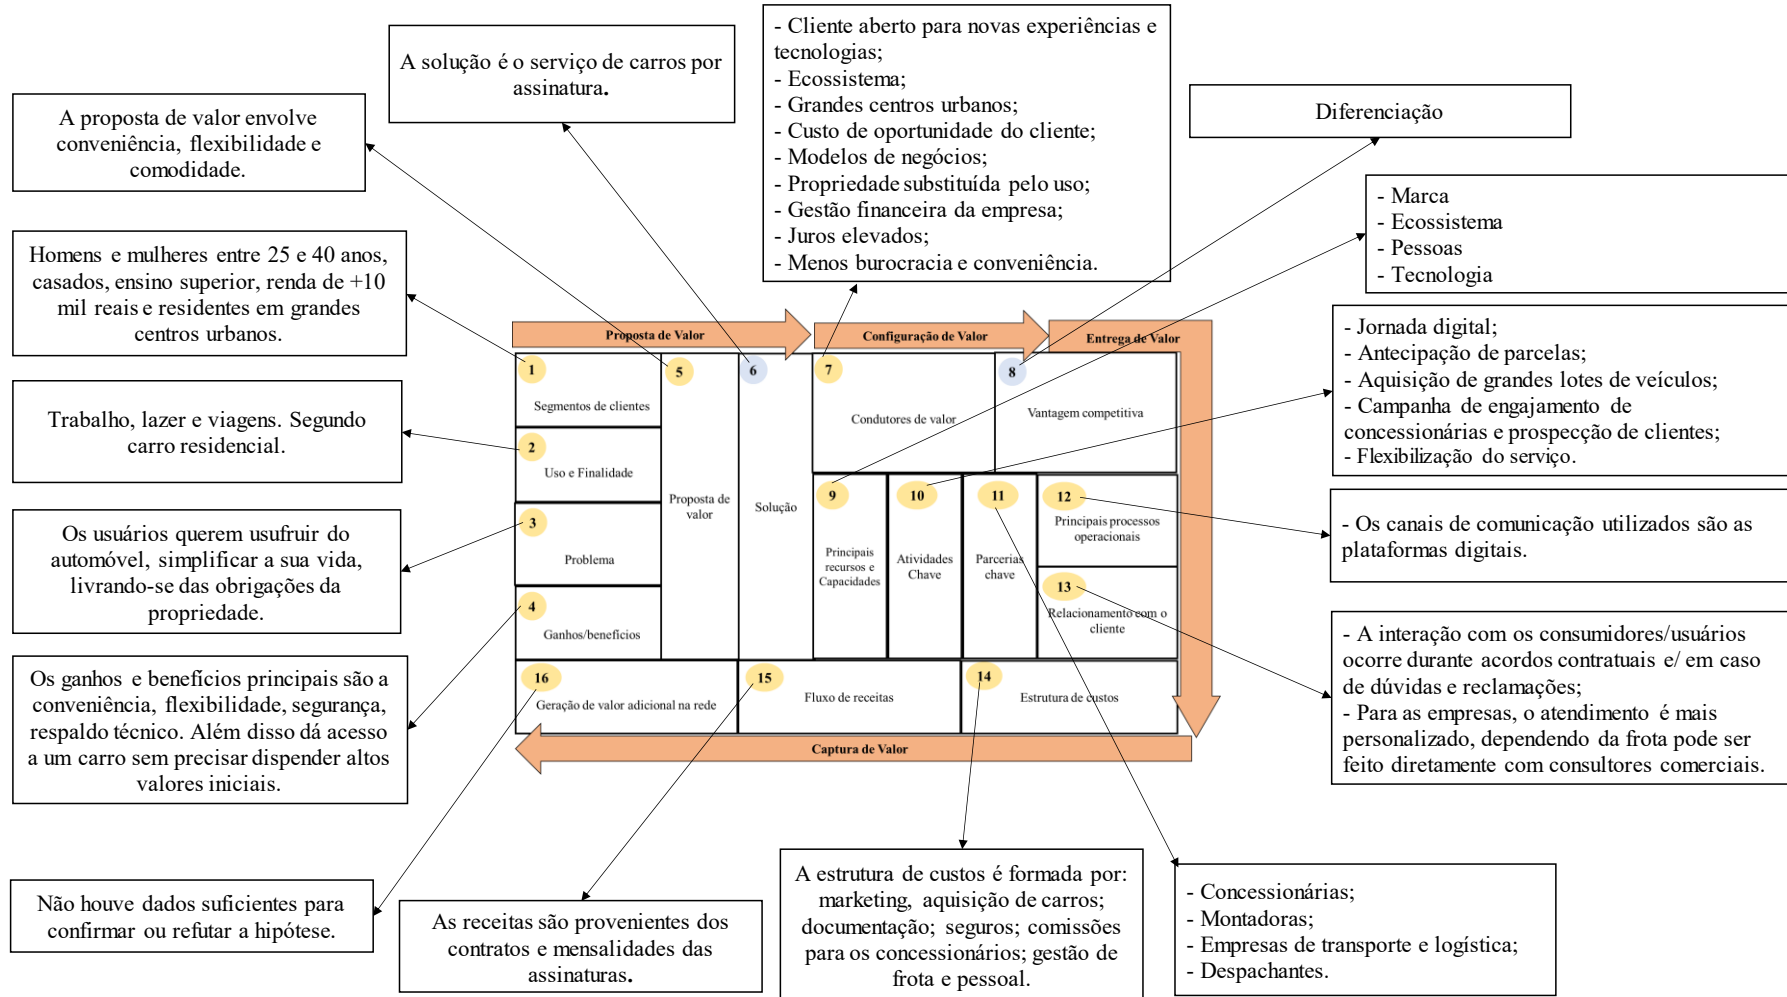 A solução é o serviço de carros por
assinatura.
- Cliente aberto para novas experiências e
tecnologias;
- Ecossistema;
- Grandes centros urbanos;
- Custo de oportunidade do cliente;
- Modelos de negócios;
- Propriedade substituída pelo uso;
- Gestão financeira da empresa;
- Juros elevados;
- Menos burocracia e conveniência.
Diferenciação
A proposta de valor envolve
conveniência, flexibilidade e
comodidade.
- Marca
- Ecossistema
- Pessoas
- Tecnologia
Homens e mulheres entre 25 e 40 anos,
casados, ensino superior, renda de +10
mil reais e residentes em grandes
centros urbanos.
Trabalho, lazer e viagens. Segundo
carro residencial.
Os usuários querem usufruir do
automóvel, simplificar a sua vida,
livrando-se das obrigações da
propriedade.
Os ganhos e benefícios principais são a
conveniência, flexibilidade, segurança,
respaldo técnico. Além disso dá acesso
a um carro sem precisar dispender altos
valores iniciais.
Proposta de Valor
Configuração de Valor
Entrega de Valor
1
Segmentos de clientes
2
Uso e Finalidade
3
Problema
4
Ganhos/benefícios
5
Proposta de
valor
6
Solução
7
Condutores de valor
8
Vantagem competitiva
9
Principais
recursos e
Capacidades
10
Atividades
Chave
11
Parcerias
chave
12
Principais processos
operacionais
13
Relacionamento com o
cliente
16
Geração de valor adicional na rede
15
Fluxo de receitas
14
Estrutura de custos
Captura de Valor
- Jornada digital;
- Antecipação de parcelas;
- Aquisição de grandes lotes de veículos;
- Campanha de engajamento de
concessionárias e prospecção de clientes;
- Flexibilização do serviço.
- Os canais de comunicação utilizados são as
plataformas digitais.
- A interação com os consumidores/usuários
ocorre durante acordos contratuais e/ em caso
de dúvidas e reclamações;
- Para as empresas, o atendimento é mais
personalizado, dependendo da frota pode ser
feito diretamente com consultores comerciais.
Não houve dados suficientes para
confirmar ou refutar a hipótese.
As receitas são provenientes dos
contratos e mensalidades das
assinaturas.
A estrutura de custos é formada por:
marketing, aquisição de carros;
documentação; seguros; comissões
para os concessionários; gestão de
frota e pessoal.
- Concessionárias;
- Montadoras;
- Empresas de transporte e logística;
- Despachantes.